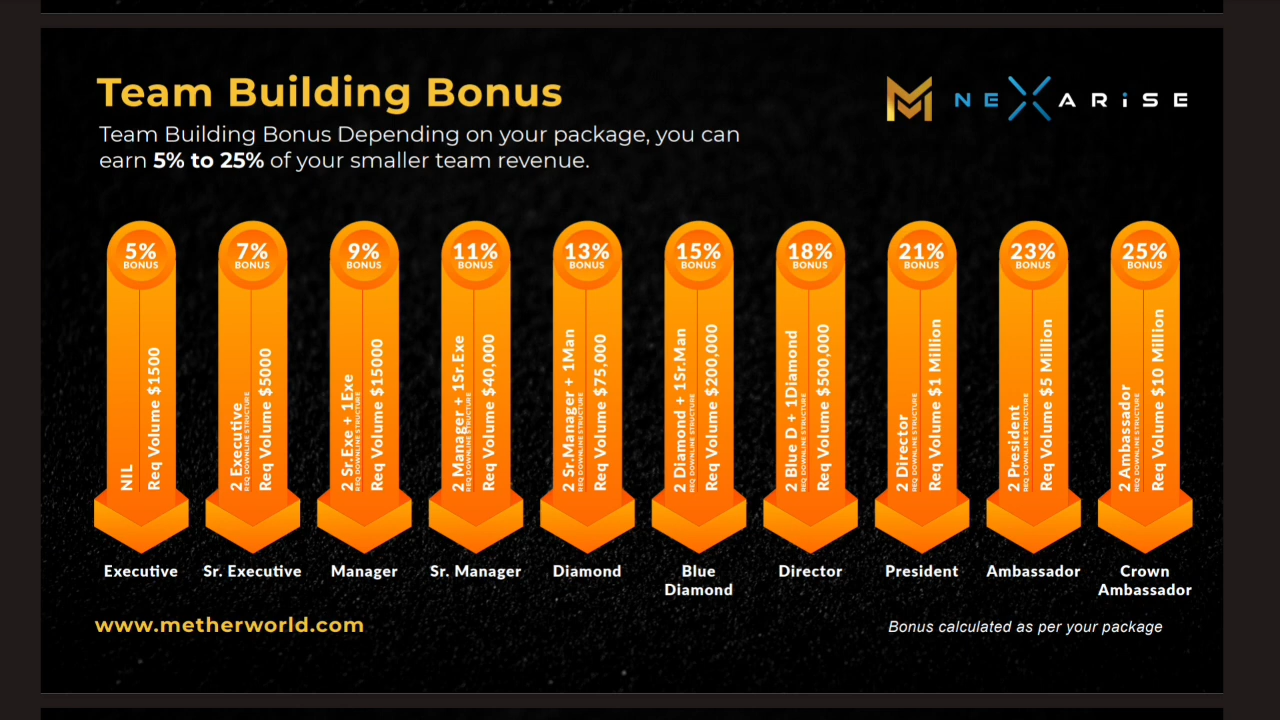 Team Building Bonus
Team Building Bonus Depending on your package, you can
earn 5% to 25% of your smaller team revenue.
M NEXARiSE
5%
BONUS
NIL
Req Volume $1500
Executive
7%
BONUS
2 Executive
REQ DOWNLINE STRUCTURE
Req Volume $5000
Sr. Executive
9%
BONUS
2 Sr.Exe + 1Exe
REQ DOWNLINE STRUCTURE
Req Volume $15000
Manager
11%
BONUS
2 Manager + 1Sr.Exe
REQ DOWNLINE STRUCTURE
Req Volume $40,000
Sr. Manager
13%
BONUS
2 Sr.Manager + 1Man
REQ DOWNLINE STRUCTURE
Req Volume $75,000
Diamond
15%
BONUS
2 Diamond + 1Sr.Man
REQ DOWNLINE STRUCTURE
Req Volume $200,000
Blue
Diamond
18%
BONUS
2 Blue D + 1Diamond
REQ DOWNLINE STRUCTURE
Req Volume $500,000
Director
21%
BONUS
2 Director
REQ DOWNLINE STRUCTURE
Req Volume $1 Million
President
23%
BONUS
2 President
REQ DOWNLINE STRUCTURE
Req Volume $5 Million
Ambassador
25%
BONUS
2 Ambassador
REQ DOWNLINE STRUCTURE
Req Volume $10 Million
Crown
Ambassador
www.metherworld.com
Bonus calculated as per your package